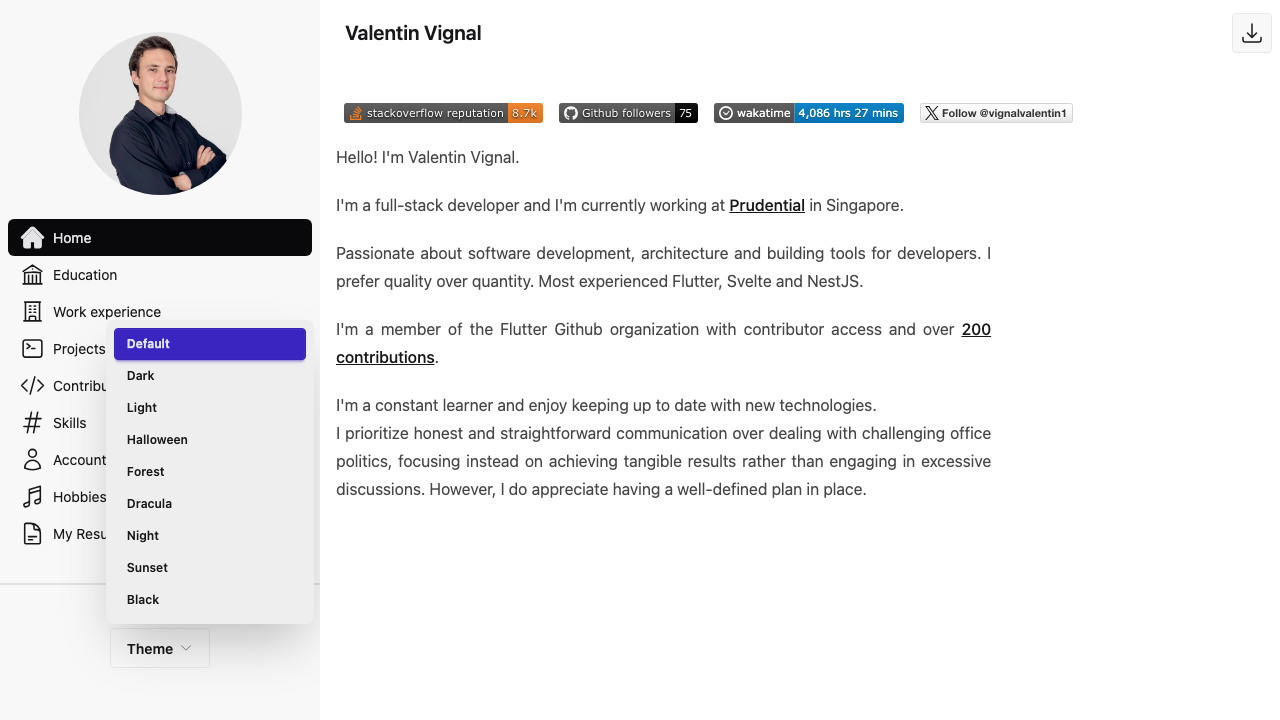 Valentin Vignal
stackoverflow reputation 8.7k
Github followers 75
wakatime 4,086 hrs 27 mins
Follow @vignalvalentin1
Home
Education
Work experience
Projects
Contribu
Skills
Account
Hobbies
My Resu
Default
Dark
Light
Halloween
Forest
Dracula
Night
Sunset
Black
Theme
Hello! I'm Valentin Vignal.
I'm a full-stack developer and I'm currently working at Prudential in Singapore.
Passionate about software development, architecture and building tools for developers. I
prefer quality over quantity. Most experienced Flutter, Svelte and NestJS.
I'm a member of the Flutter Github organization with contributor access and over 200
contributions.
I'm a constant learner and enjoy keeping up to date with new technologies.
I prioritize honest and straightforward communication over dealing with challenging office
politics, focusing instead on achieving tangible results rather than engaging in excessive
discussions. However, I do appreciate having a well-defined plan in place.